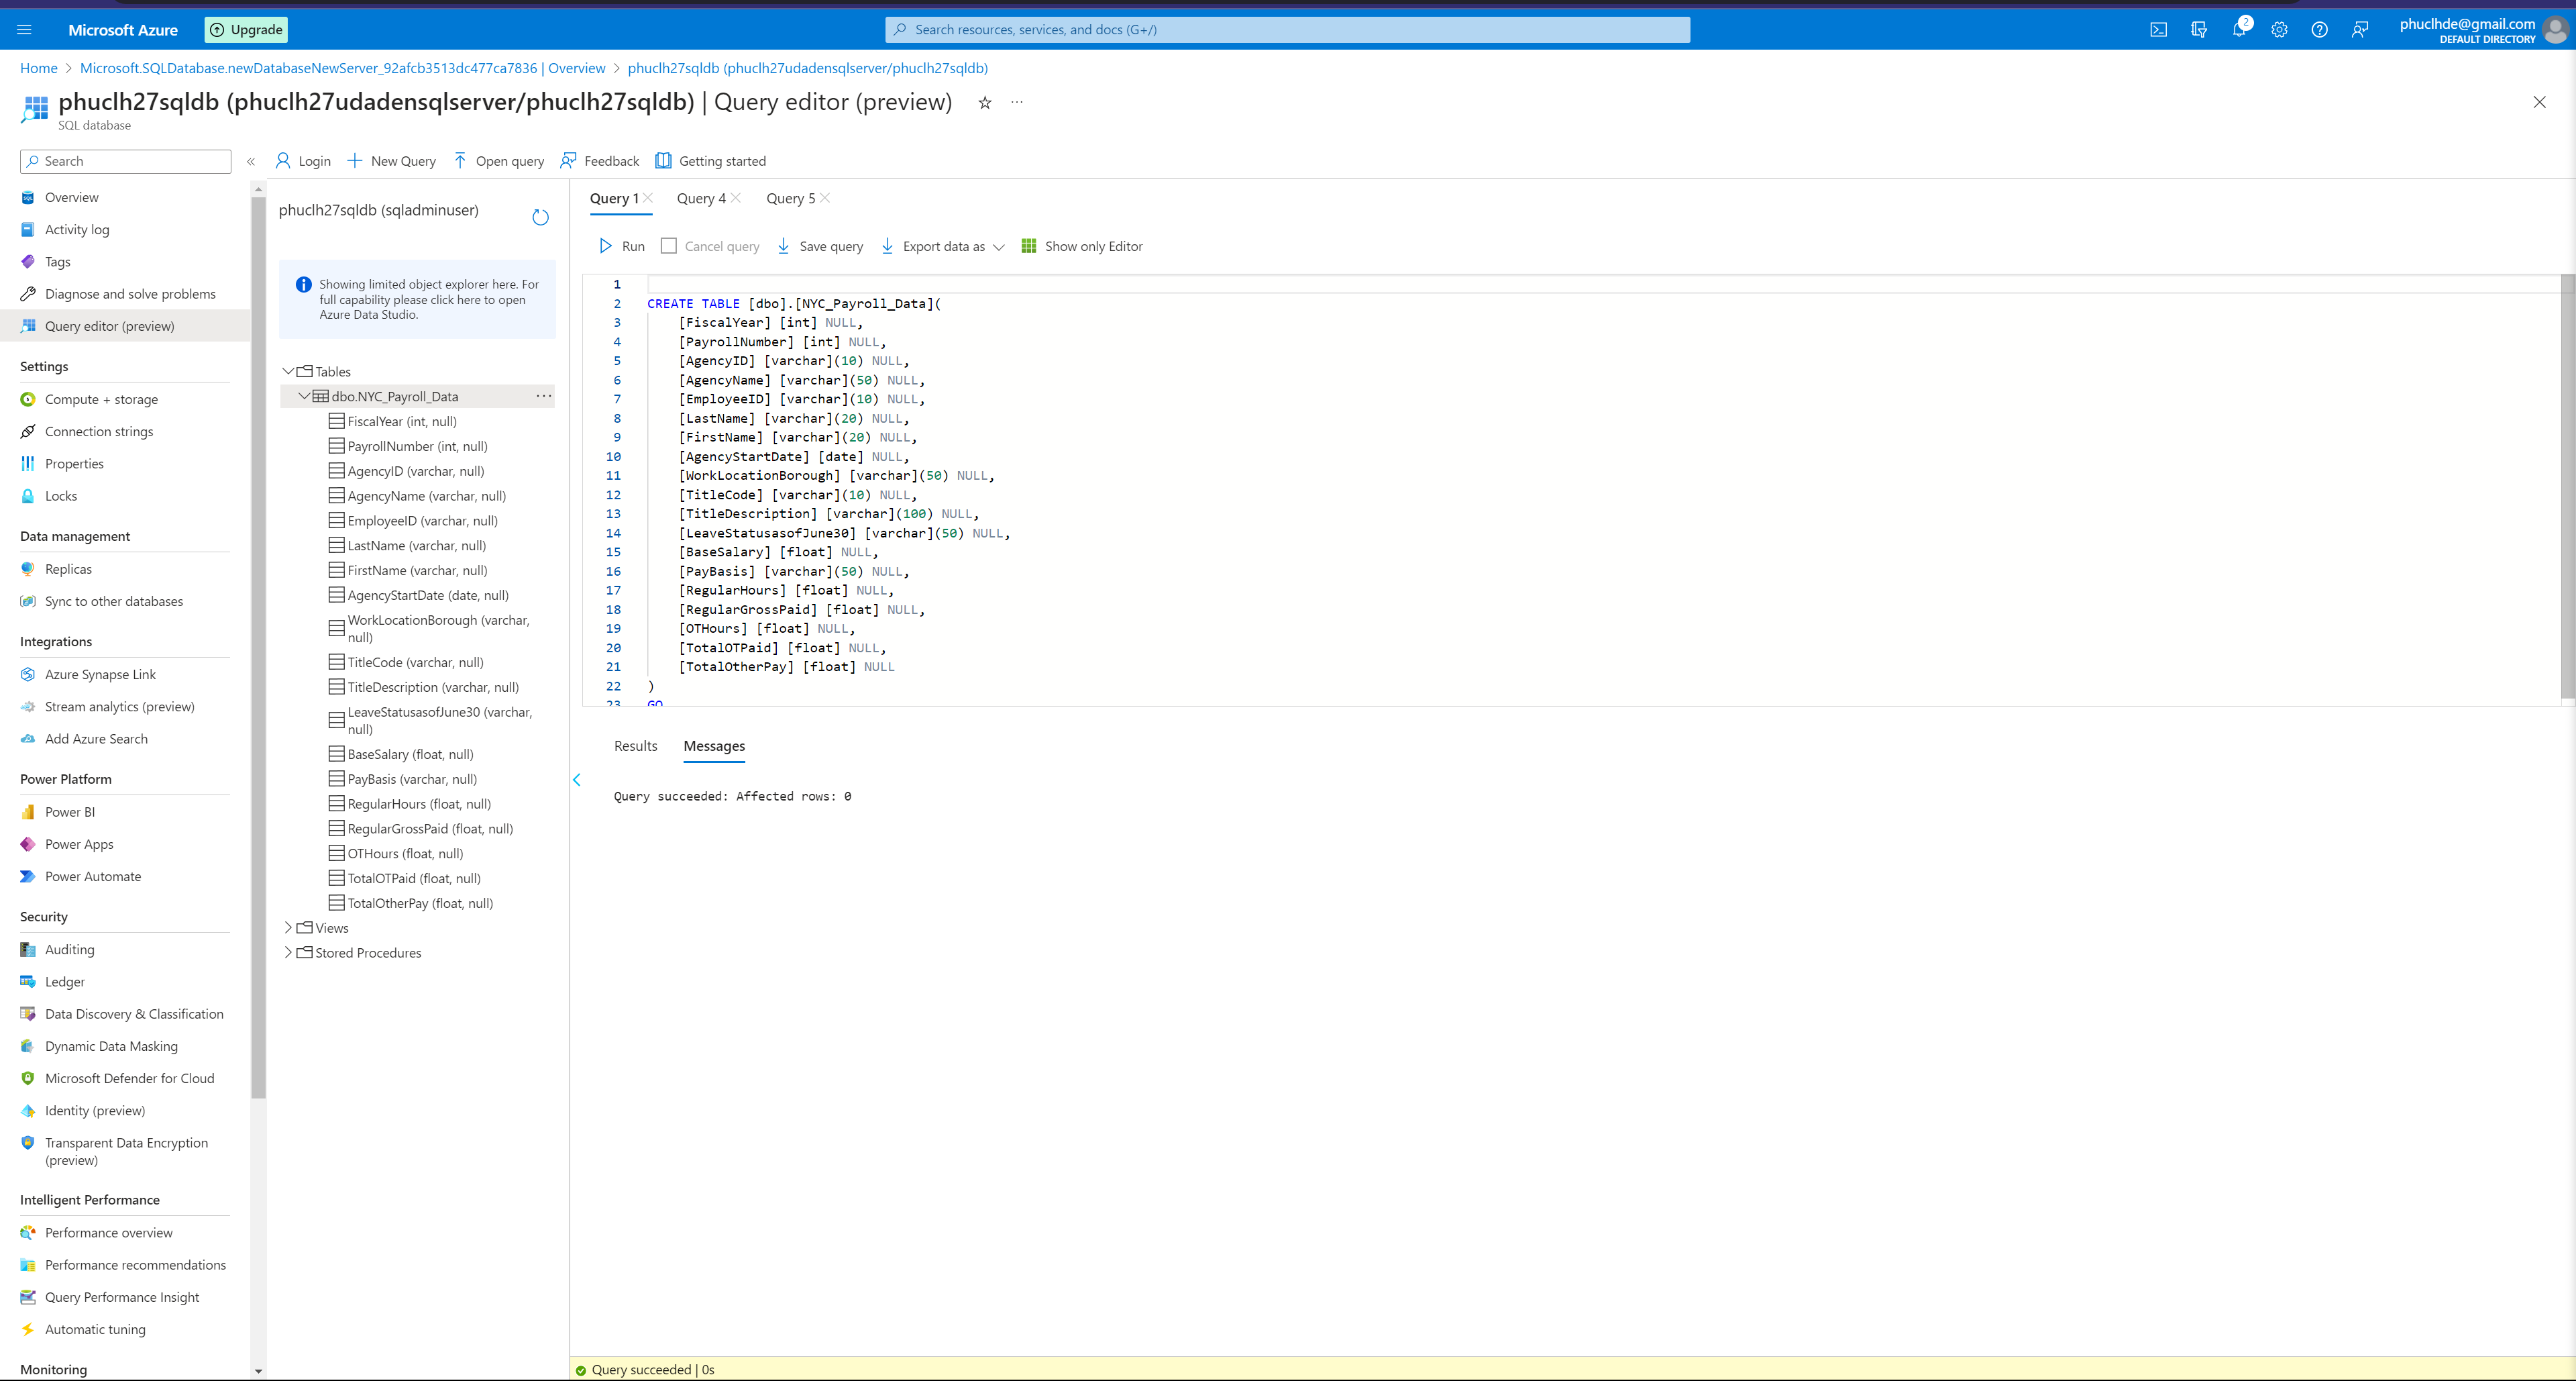 Microsoft Azure
Upgrade
Search resources, services, and docs (G+/)
2
phuclhde@gmail.com
DEFAULT DIRECTORY
Home > Microsoft.SQLDatabase.newDatabaseNewServer_92afcb3513dc477ca7836 | Overview > phuclh27sqldb (phuclh27udadensqlserver/phuclh27sqldb)
phuclh27sqldb (phuclh27udadensqlserver/phuclh27sqldb) | Query editor (preview)
SQL database
Search
Overview
Activity log
Tags
Diagnose and solve problems
Query editor (preview)
Settings
Compute + storage
Connection strings
Properties
Locks
Data management
Replicas
Sync to other databases
Integrations
Azure Synapse Link
Stream analytics (preview)
Add Azure Search
Power Platform
Power BI
Power Apps
Power Automate
Security
Auditing
Ledger
Data Discovery & Classification
Dynamic Data Masking
Microsoft Defender for Cloud
Identity (preview)
Transparent Data Encryption
(preview)
Intelligent Performance
Performance overview
Performance recommendations
Query Performance Insight
Automatic tuning
Monitoring
Login
New Query
Open query
Feedback
Getting started
phuclh27sqldb (sqladminuser)
Showing limited object explorer here. For
full capability please click here to open
Azure Data Studio.
Tables
dbo.NYC_Payroll_Data
FiscalYear (int, null)
PayrollNumber (int, null)
AgencyID (varchar, null)
AgencyName (varchar, null)
EmployeeID (varchar, null)
LastName (varchar, null)
FirstName (varchar, null)
AgencyStartDate (date, null)
WorkLocationBorough (varchar,
null)
TitleCode (varchar, null)
TitleDescription (varchar, null)
LeaveStatusasofJune30 (varchar,
null)
BaseSalary (float, null)
PayBasis (varchar, null)
RegularHours (float, null)
RegularGrossPaid (float, null)
OTHours (float, null)
TotalOTPaid (float, null)
TotalOtherPay (float, null)
Views
Stored Procedures
Query 1
Query 4
Query 5
Run
Cancel query
Save query
Export data as
Show only Editor
1
2 CREATE TABLE [dbo].[NYC_Payroll_Data](
3 [FiscalYear] [int] NULL,
4 [PayrollNumber] [int] NULL,
5 [AgencyID] [varchar](10) NULL,
6 [AgencyName] [varchar](50) NULL,
7 [EmployeeID] [varchar](10) NULL,
8 [LastName] [varchar](20) NULL,
9 [FirstName] [varchar](20) NULL,
10 [AgencyStartDate] [date] NULL,
11 [WorkLocationBorough] [varchar](50) NULL,
12 [TitleCode] [varchar](10) NULL,
13 [TitleDescription] [varchar](100) NULL,
14 [LeaveStatusasofJune30] [varchar](50) NULL,
15 [BaseSalary] [float] NULL,
16 [PayBasis] [varchar](50) NULL,
17 [RegularHours] [float] NULL,
18 [RegularGrossPaid] [float] NULL,
19 [OTHours] [float] NULL,
20 [TotalOTPaid] [float] NULL,
21 [TotalOtherPay] [float] NULL
22 )
23 GO
Results
Messages
Query succeeded: Affected rows: 0
Query succeeded | 0s